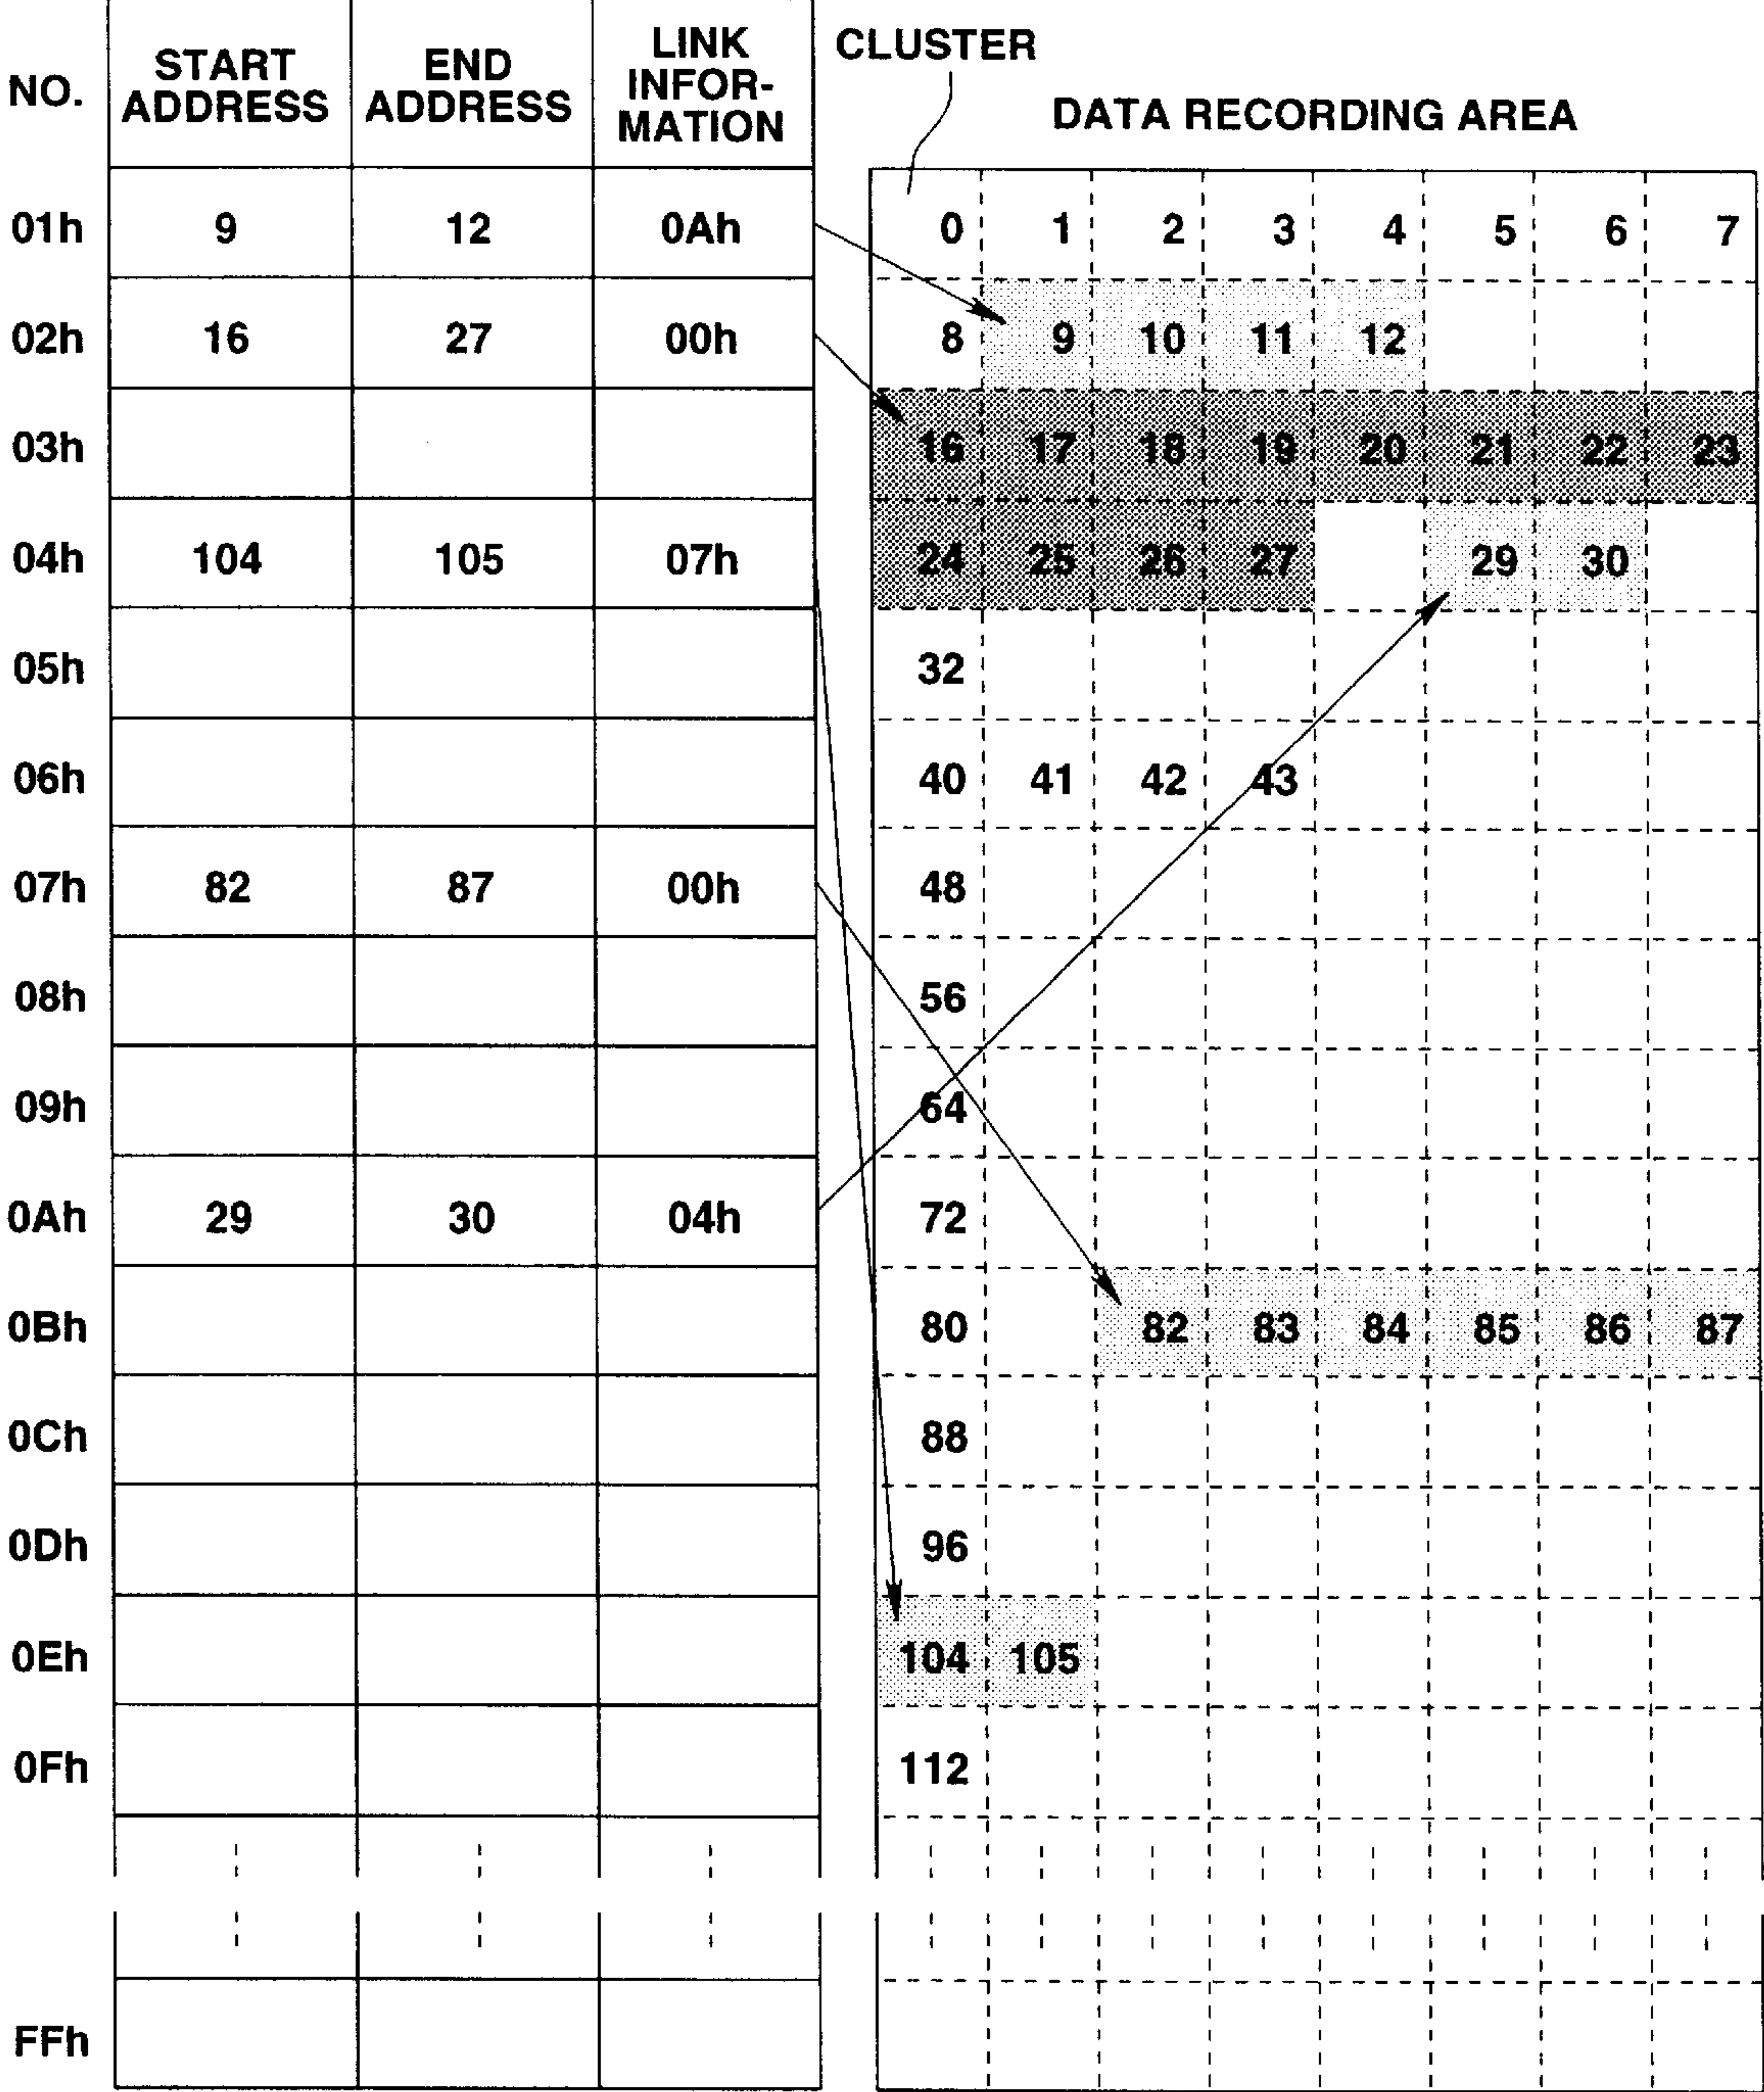 NO.
START ADDRESS
END ADDRESS
LINK INFOR- MATION
CLUSTER
DATA RECORDING AREA
01h 9 12 0Ah
02h 16 27 00h
03h
04h 104 105 07h
05h
06h
07h 82 87 00h
08h
09h
0Ah 29 30 04h
0Bh
0Ch
0Dh
0Eh
0Fh
FFh
0 1 2 3 4 5 6 7
8 9 10 11 12
16 17 18 19 20 21 22 23
24 25 26 27 29 30
32
40 41 42 43
48
56
64
72
80 82 83 84 85 86 87
88
96
104 105
112